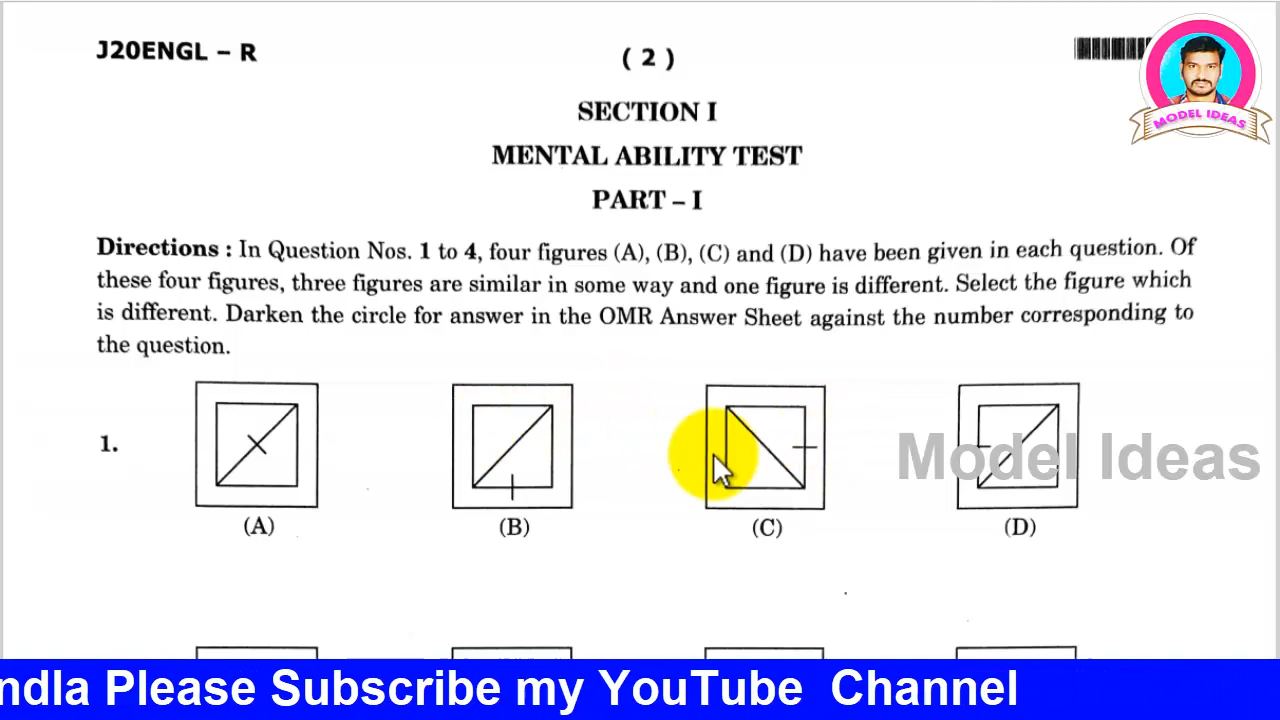 J20ENGL – R
( 2 )
MODEL IDEAS
SECTION I
MENTAL ABILITY TEST
PART – I
Directions : In Question Nos. 1 to 4, four figures (A), (B), (C) and (D) have been given in each question. Of
these four figures, three figures are similar in some way and one figure is different. Select the figure which
is different. Darken the circle for answer in the OMR Answer Sheet against the number corresponding to
the question.
1.
Model Ideas
(A) (B) (C) (D)
ndla Please Subscribe my YouTube Channel